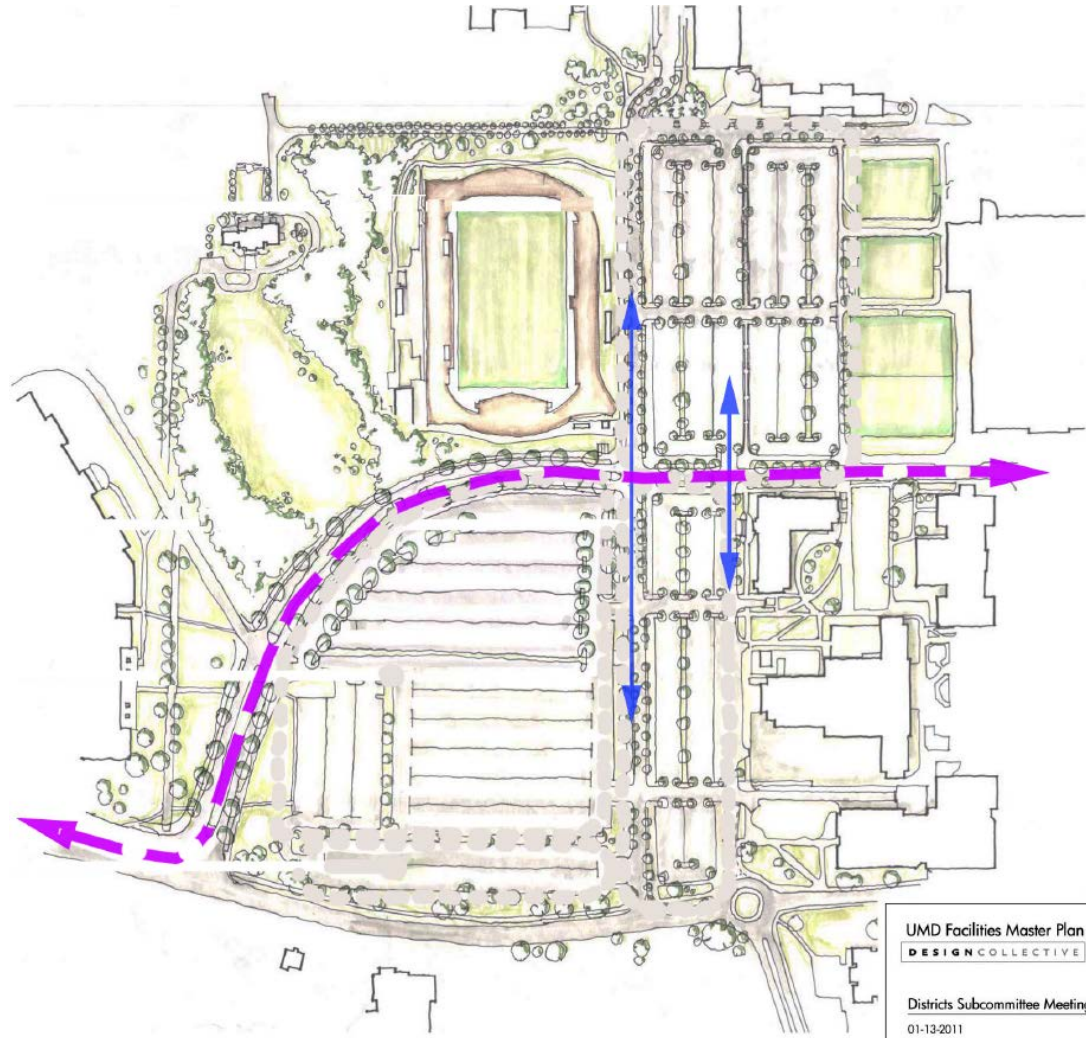 UMD Facilities Master Plan
DESIGNCOLLECTIVE
Districts Subcommittee Meeting
01-13-2011